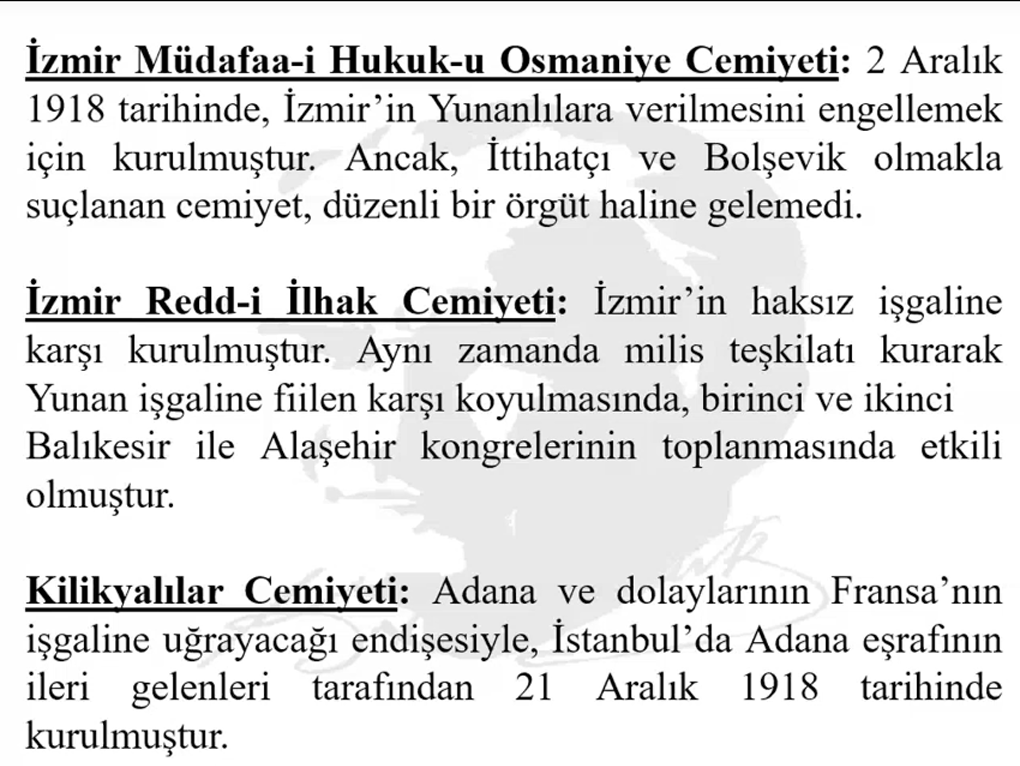 İzmir Müdafaa-i Hukuk-u Osmaniye Cemiyeti: 2 Aralık
1918 tarihinde, İzmir’in Yunanlılara verilmesini engellemek
için kurulmuştur. Ancak, İttihatçı ve Bolşevik olmakla
suçlanan cemiyet, düzenli bir örgüt haline gelemedi.
İzmir Redd-i İlhak Cemiyeti: İzmir’in haksız işgaline
karşı kurulmuştur. Aynı zamanda milis teşkilatı kurarak
Yunan işgaline fiilen karşı koyulmasında, birinci ve ikinci
Balıkesir ile Alaşehir kongrelerinin toplanmasında etkili
olmuştur.
Kilikyalılar Cemiyeti: Adana ve dolaylarının Fransa’nın
işgaline uğrayacağı endişesiyle, İstanbul’da Adana eşrafının
ileri gelenleri tarafından 21 Aralık 1918 tarihinde
kurulmuştur.